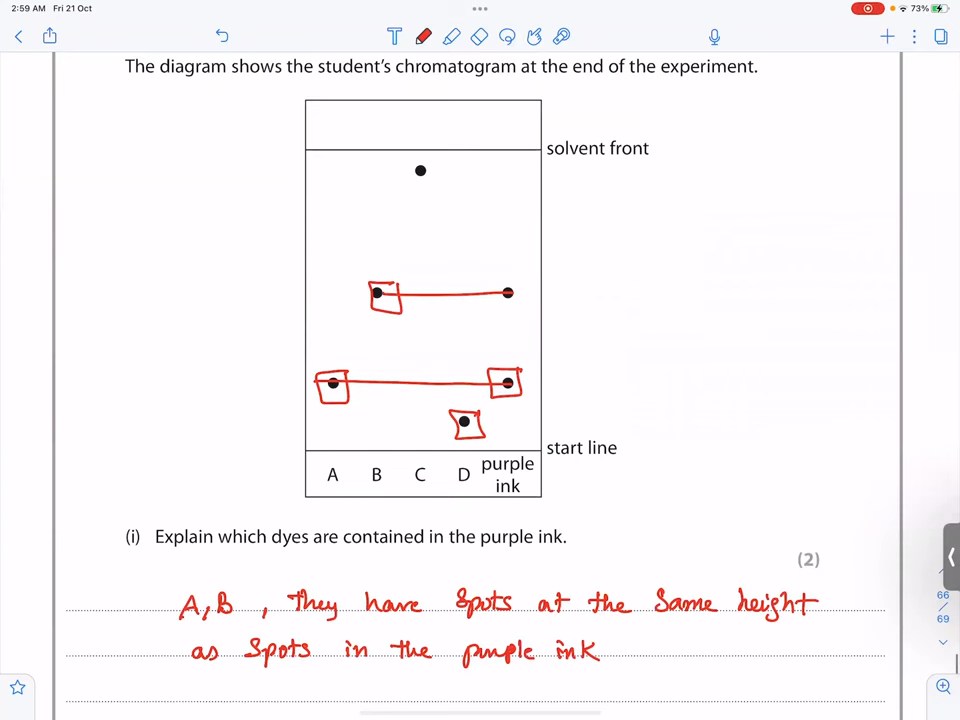 2:59 AM Fri 21 Oct
73%
T
The diagram shows the student's chromatogram at the end of the experiment.
solvent front
start line
A B C D purple ink
(i) Explain which dyes are contained in the purple ink.
(2)
A, B , They have spots at the same height
as spots in the purple ink
66
/
69